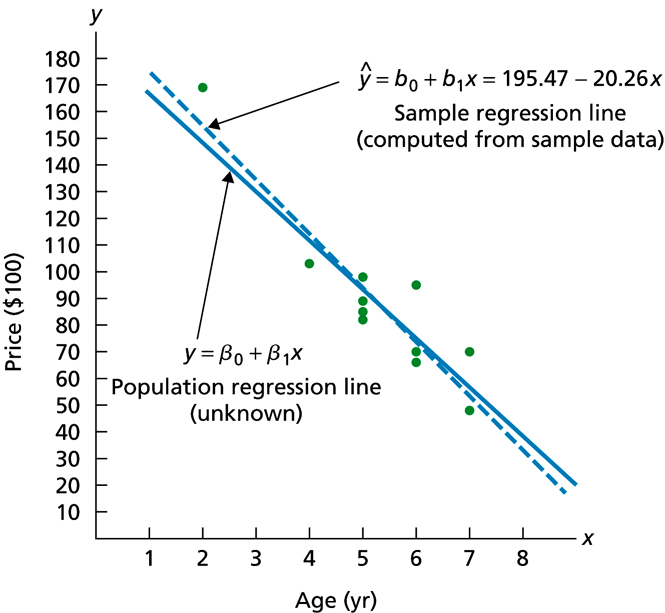 y
180
170
160
150
140
130
120
110
100
90
80
70
60
50
40
30
20
10
Price ($100)
ŷ = b₀ + b₁x = 195.47 – 20.26x
Sample regression line
(computed from sample data)
y = β₀ + β₁x
Population regression line
(unknown)
x
1 2 3 4 5 6 7 8
Age (yr)